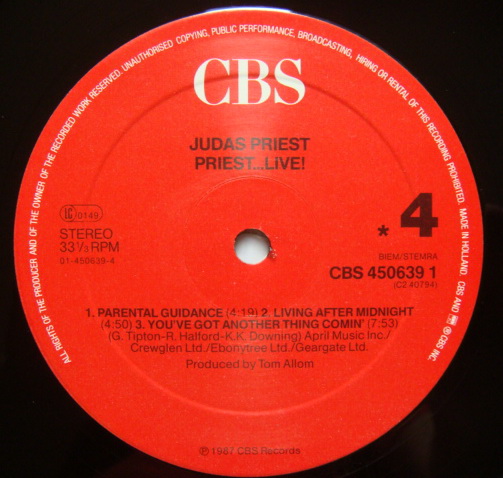 ALL RIGHTS OF THE PRODUCER AND OF THE OWNER OF THE RECORDED WORK RESERVED. UNAUTHORISED COPYING, PUBLIC PERFORMANCE, BROADCASTING, HIRING OR RENTAL OF THIS RECORDING PROHIBITED. MADE IN HOLLAND. CBS AND ® CBS INC.
CBS
JUDAS PRIEST
PRIEST...LiVE!
LC 0149
STEREO
33⅓ RPM
01-450639-4
* 4
BIEM/STEMRA
CBS 450639 1
(C2 40794)
1. PARENTAL GUIDANCE (4:19) 2. LIVING AFTER MIDNIGHT
(4:50) 3. YOU'VE GOT ANOTHER THING COMIN' (7:53)
(G. Tipton-R. Halford-K.K. Downing) April Music Inc./
Crewglen Ltd./Ebonytree Ltd./Geargate Ltd.
Produced by Tom Allom
℗ 1987 CBS Records